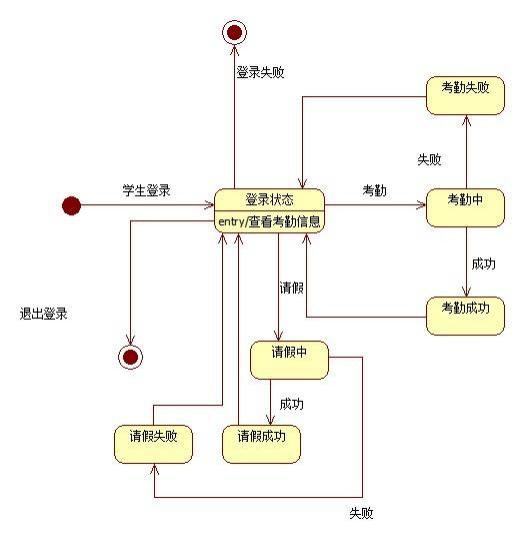 登录失败
考勤失败
失败
学生登录
登录状态
考勤
考勤中
entry/查看考勤信息
成功
请假
退出登录
考勤成功
请假中
成功
请假失败
请假成功
失败